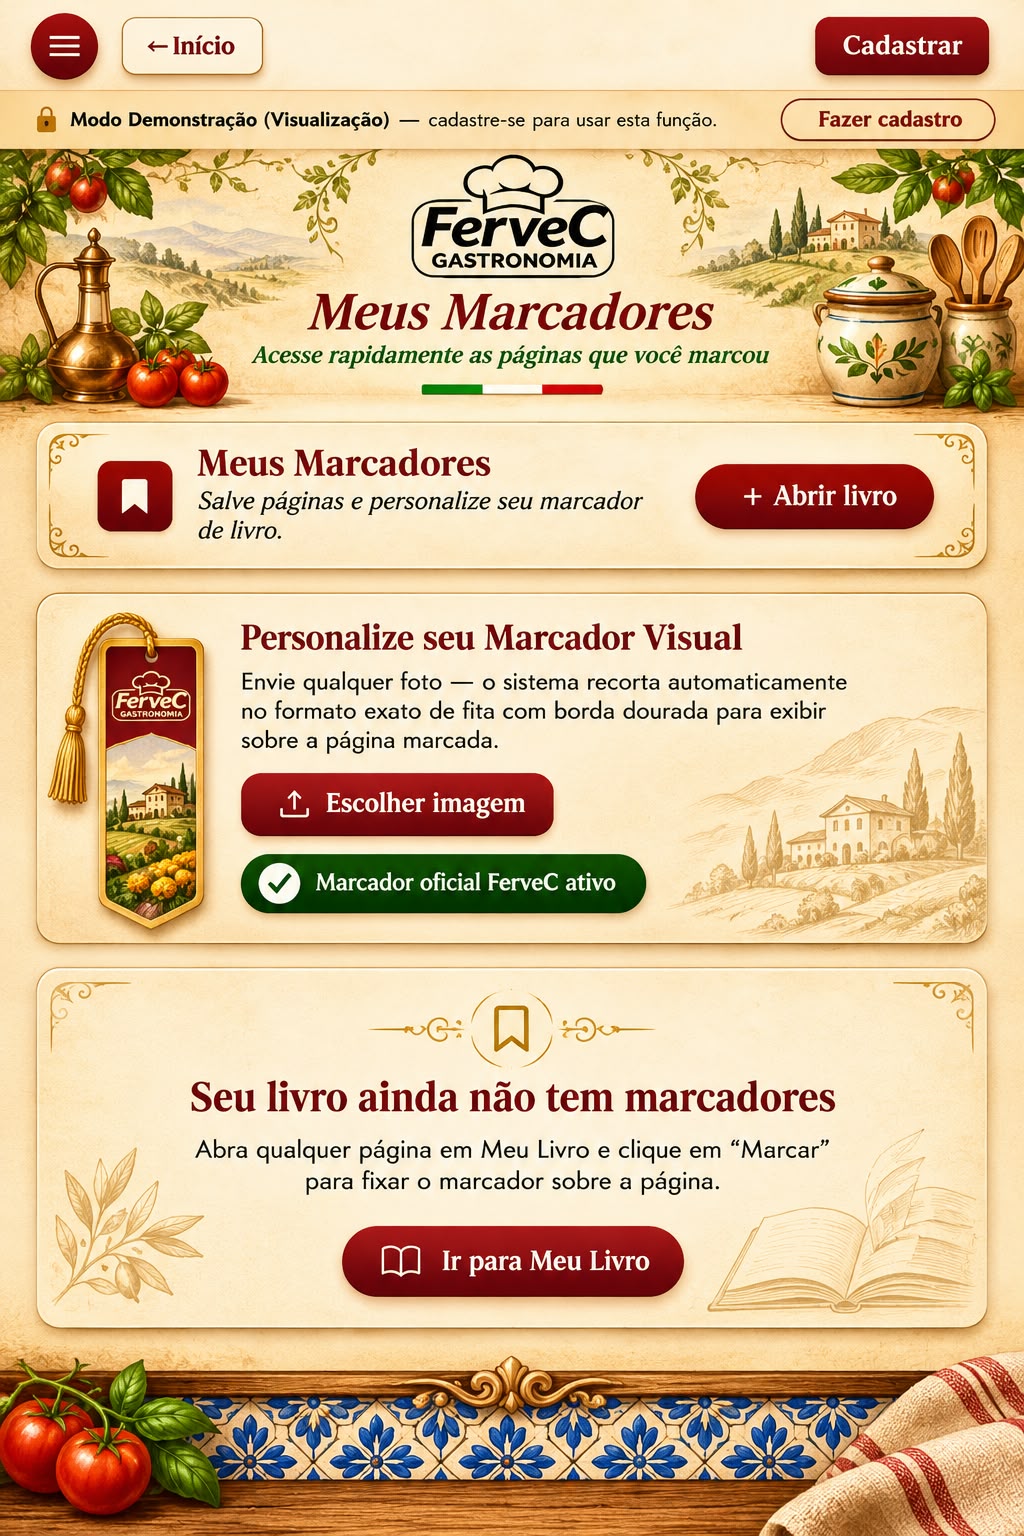 ← Início
Cadastrar
Modo Demonstração (Visualização) — cadastre-se para usar esta função.
Fazer cadastro
FerveC
GASTRONOMIA
Meus Marcadores
Acesse rapidamente as páginas que você marcou
Meus Marcadores
Salve páginas e personalize seu marcador
de livro.
+ Abrir livro
FerveC
GASTRONOMIA
Personalize seu Marcador Visual
Envie qualquer foto — o sistema recorta automaticamente
no formato exato de fita com borda dourada para exibir
sobre a página marcada.
Escolher imagem
Marcador oficial FerveC ativo
Seu livro ainda não tem marcadores
Abra qualquer página em Meu Livro e clique em “Marcar”
para fixar o marcador sobre a página.
Ir para Meu Livro